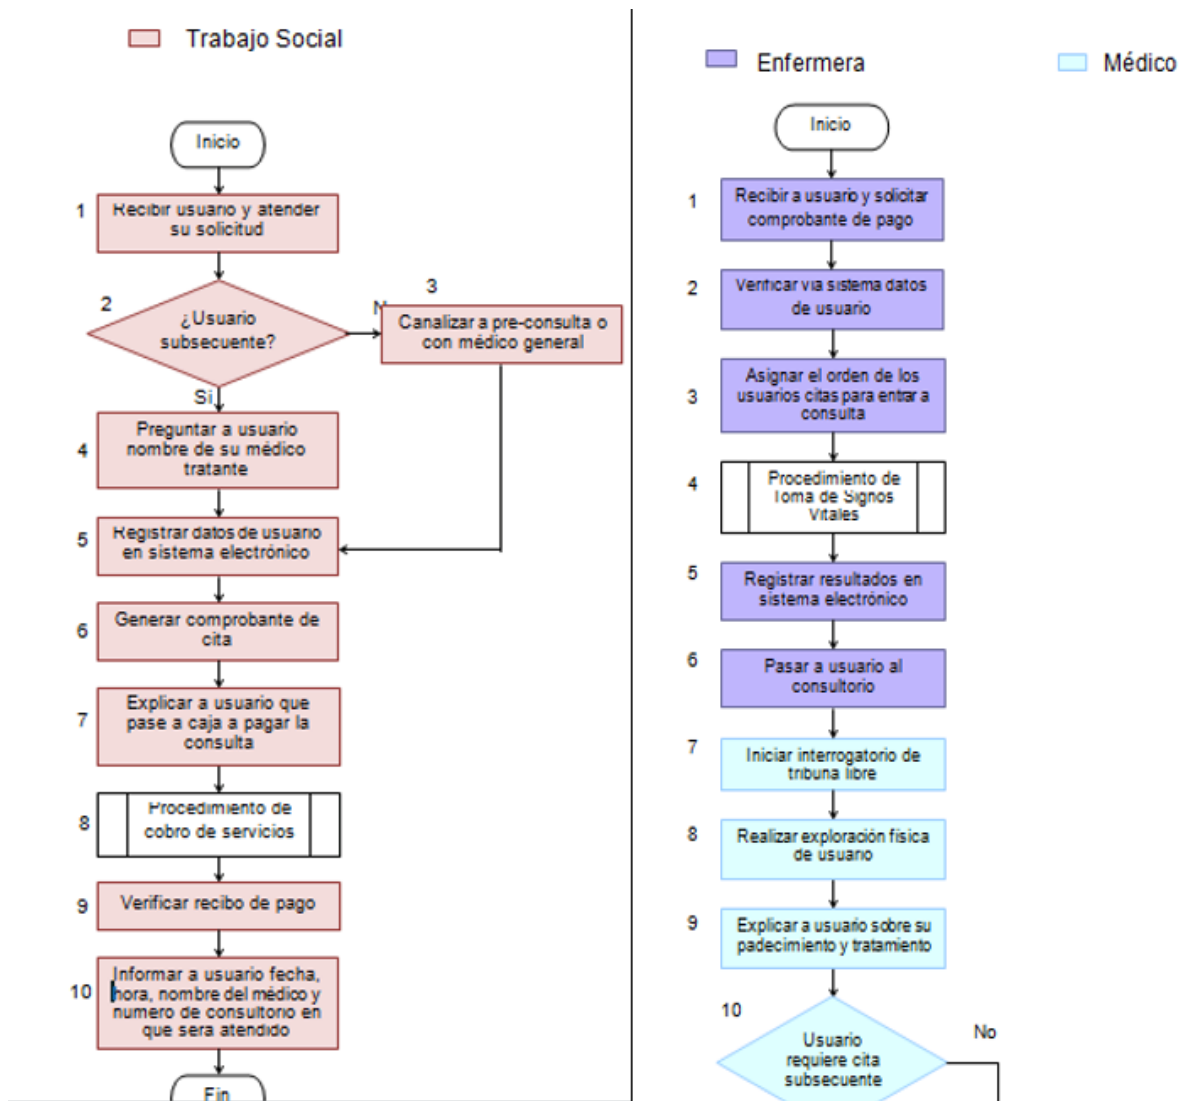 Trabajo Social
Inicio
1
Recibir usuario y atender
su solicitud
2
¿Usuario
subsecuente?
3
Canalizar a pre-consulta o
con médico general
Si
4
Preguntar a usuario
nombre de su médico
tratante
5
Registrar datos de usuario
en sistema electrónico
6
Generar comprobante de
cita
7
Explicar a usuario que
pase a caja a pagar la
consulta
8
Procedimiento de
cobro de servicios
9
Verificar recibo de pago
10
Informar a usuario fecha,
hora, nombre del médico y
numero de consultorio en
que sera atendido
Fin
Enfermera
Médico
Inicio
1
Recibir a usuario y solicitar
comprobante de pago
2
Verificar via sistema datos
de usuario
3
Asignar el orden de los
usuarios citas para entrar a
consulta
4
Procedimiento de
Toma de Signos
Vitales
5
Registrar resultados en
sistema electrónico
6
Pasar a usuario al
consultorio
7
Iniciar interrogatorio de
tribuna libre
8
Realizar exploración física
de usuario
9
Explicar a usuario sobre su
padecimiento y tratamiento
10
Usuario
requiere cita
subsecuente
No